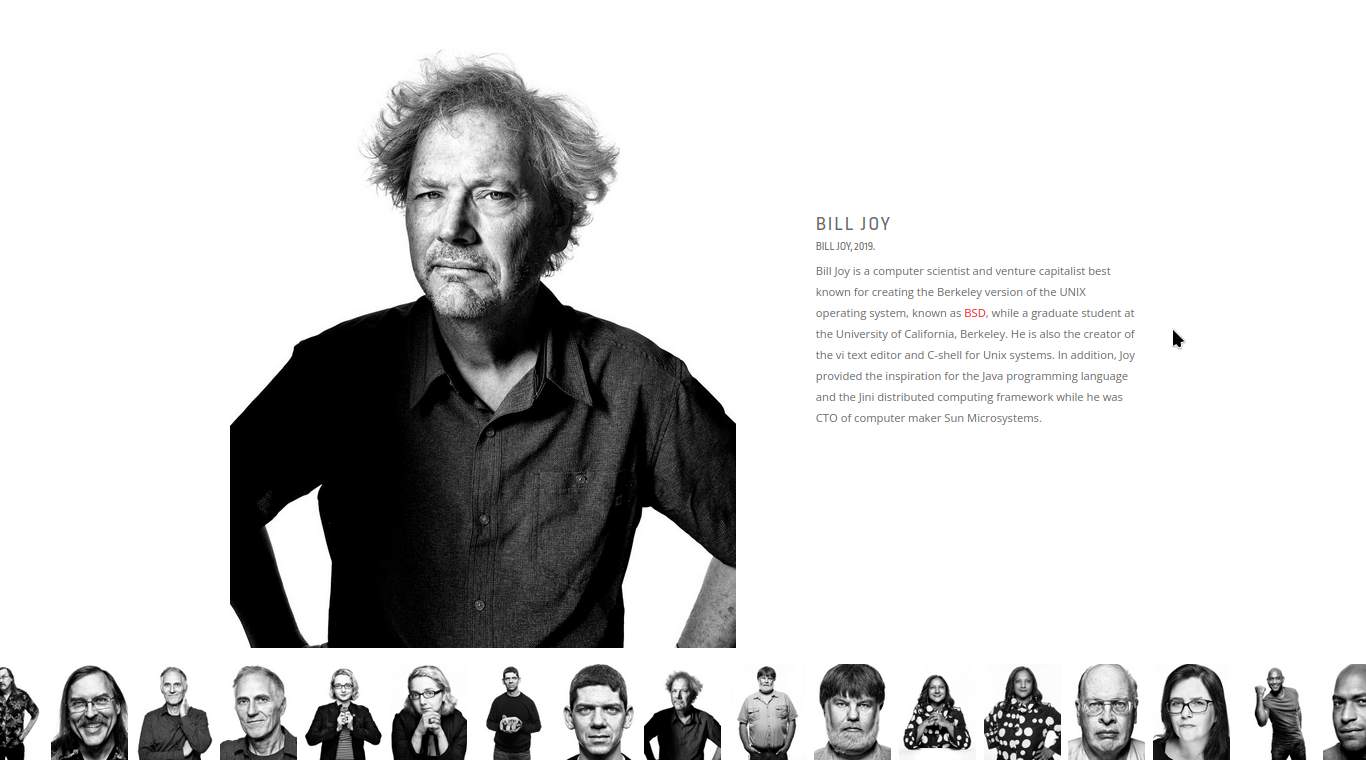 BILL JOY
BILL JOY, 2019.
Bill Joy is a computer scientist and venture capitalist best
known for creating the Berkeley version of the UNIX
operating system, known as BSD, while a graduate student at
the University of California, Berkeley. He is also the creator of
the vi text editor and C-shell for Unix systems. In addition, Joy
provided the inspiration for the Java programming language
and the Jini distributed computing framework while he was
CTO of computer maker Sun Microsystems.